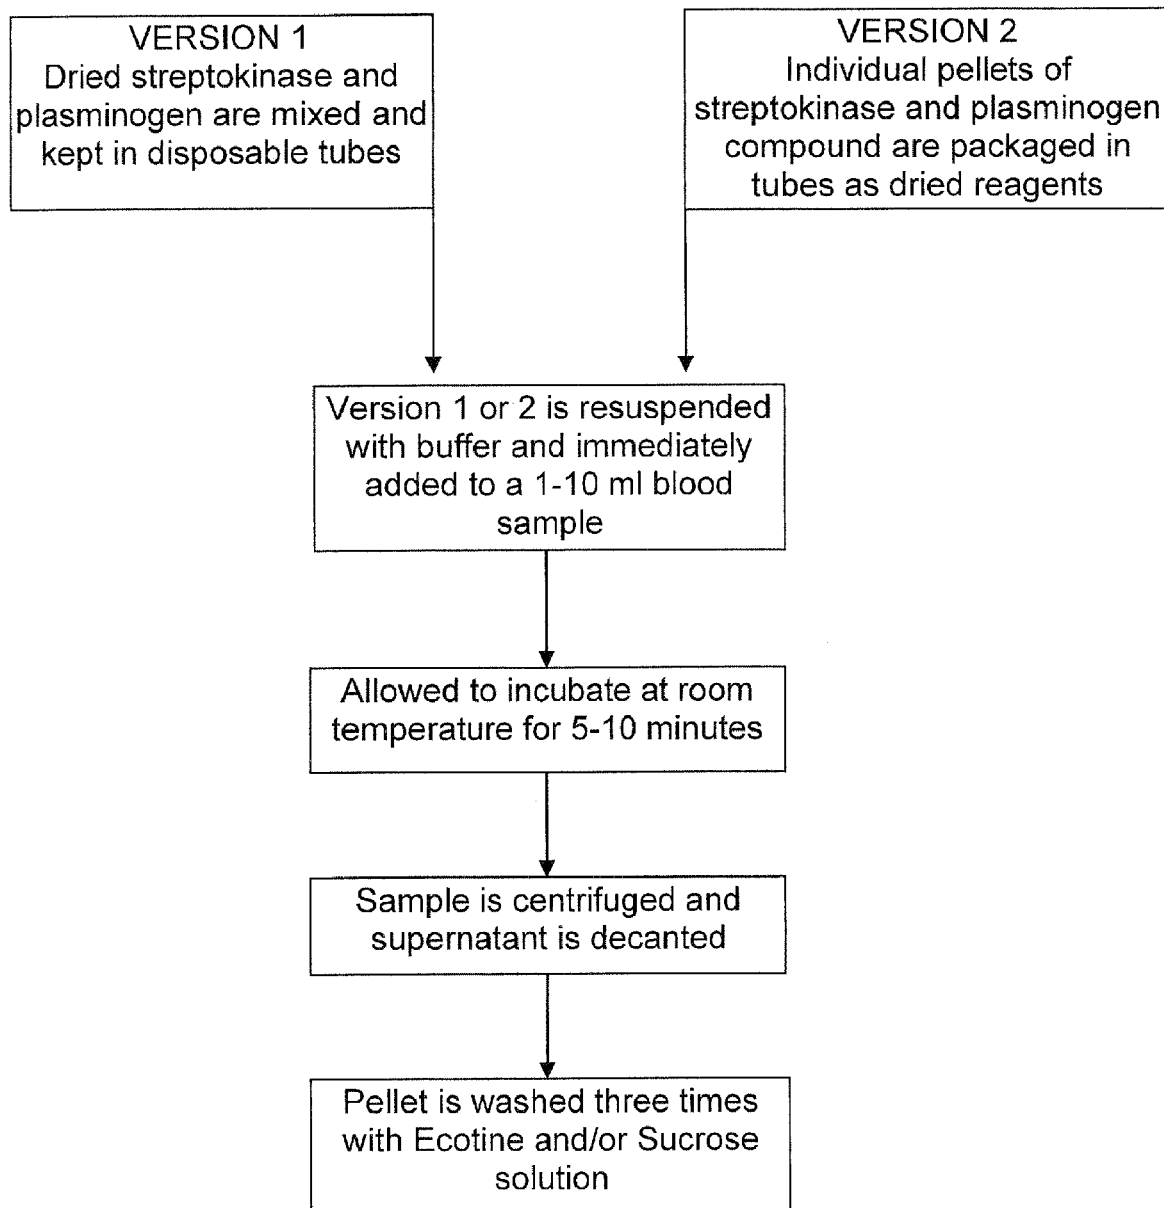 VERSION 1
Dried streptokinase and
plasminogen are mixed and
kept in disposable tubes
VERSION 2
Individual pellets of
streptokinase and plasminogen
compound are packaged in
tubes as dried reagents
Version 1 or 2 is resuspended
with buffer and immediately
added to a 1-10 ml blood
sample
Allowed to incubate at room
temperature for 5-10 minutes
Sample is centrifuged and
supernatant is decanted
Pellet is washed three times
with Ecotine and/or Sucrose
solution